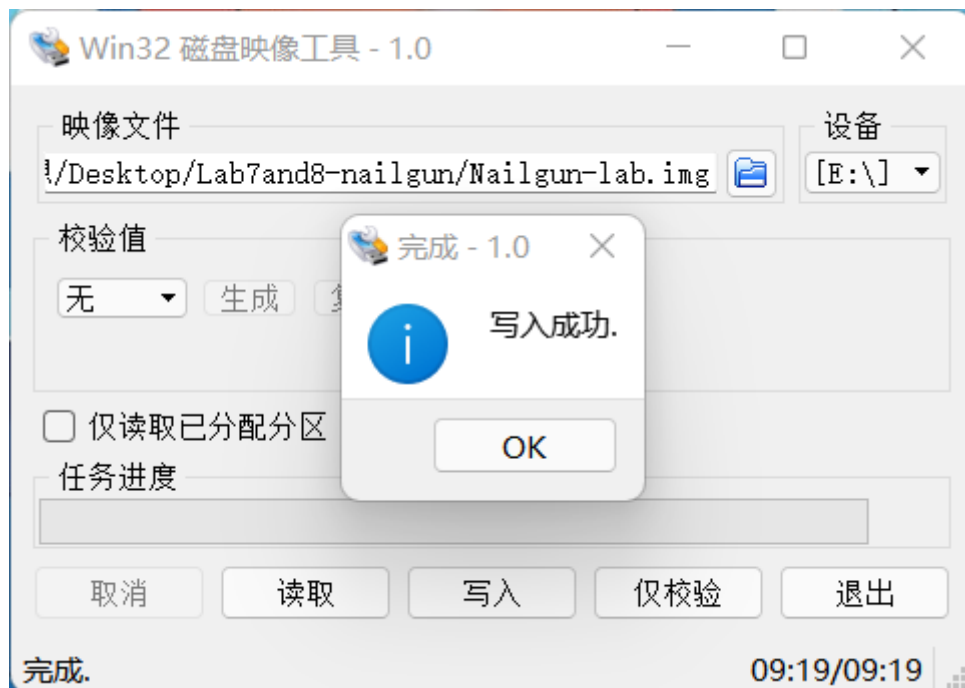 Win32 磁盘映像工具 - 1.0
映像文件
设备
/Desktop/Lab7and8-nailgun/Nailgun-lab.img
[E:\]
校验值
完成 - 1.0
无
生成
写入成功.
仅读取已分配分区
OK
任务进度
取消
读取
写入
仅校验
退出
完成.
09:19/09:19